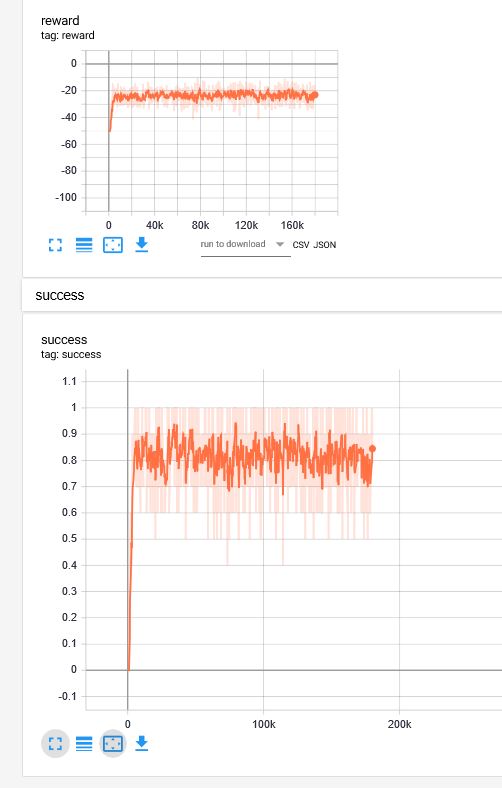 reward
tag: reward
0
-20
-40
-60
-80
-100
0 40k 80k 120k 160k
run to download CSV JSON
success
success
tag: success
1.1
1
0.9
0.8
0.7
0.6
0.5
0.4
0.3
0.2
0.1
0
-0.1
0 100k 200k